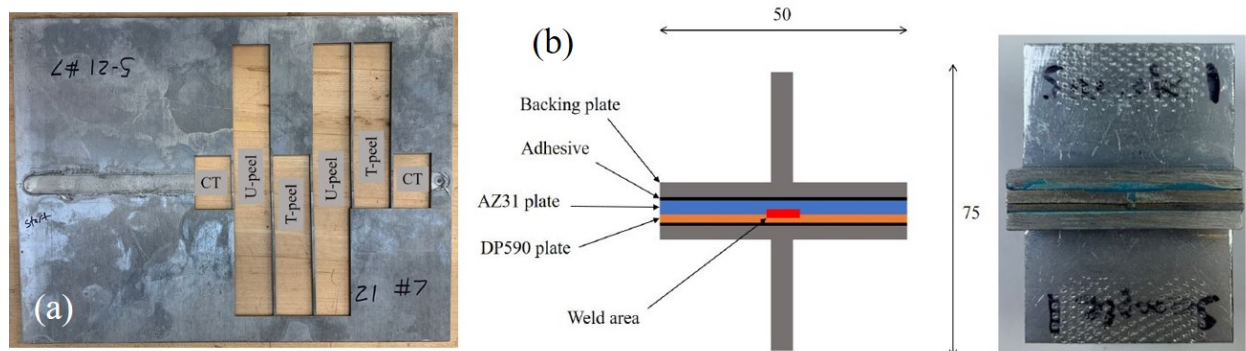 5-21 #7
CT
U-peel
T-peel
U-peel
T-peel
CT
start
21 #7
(a)
(b)
50
Backing plate
Adhesive
AZ31 plate
DP590 plate
Weld area
75